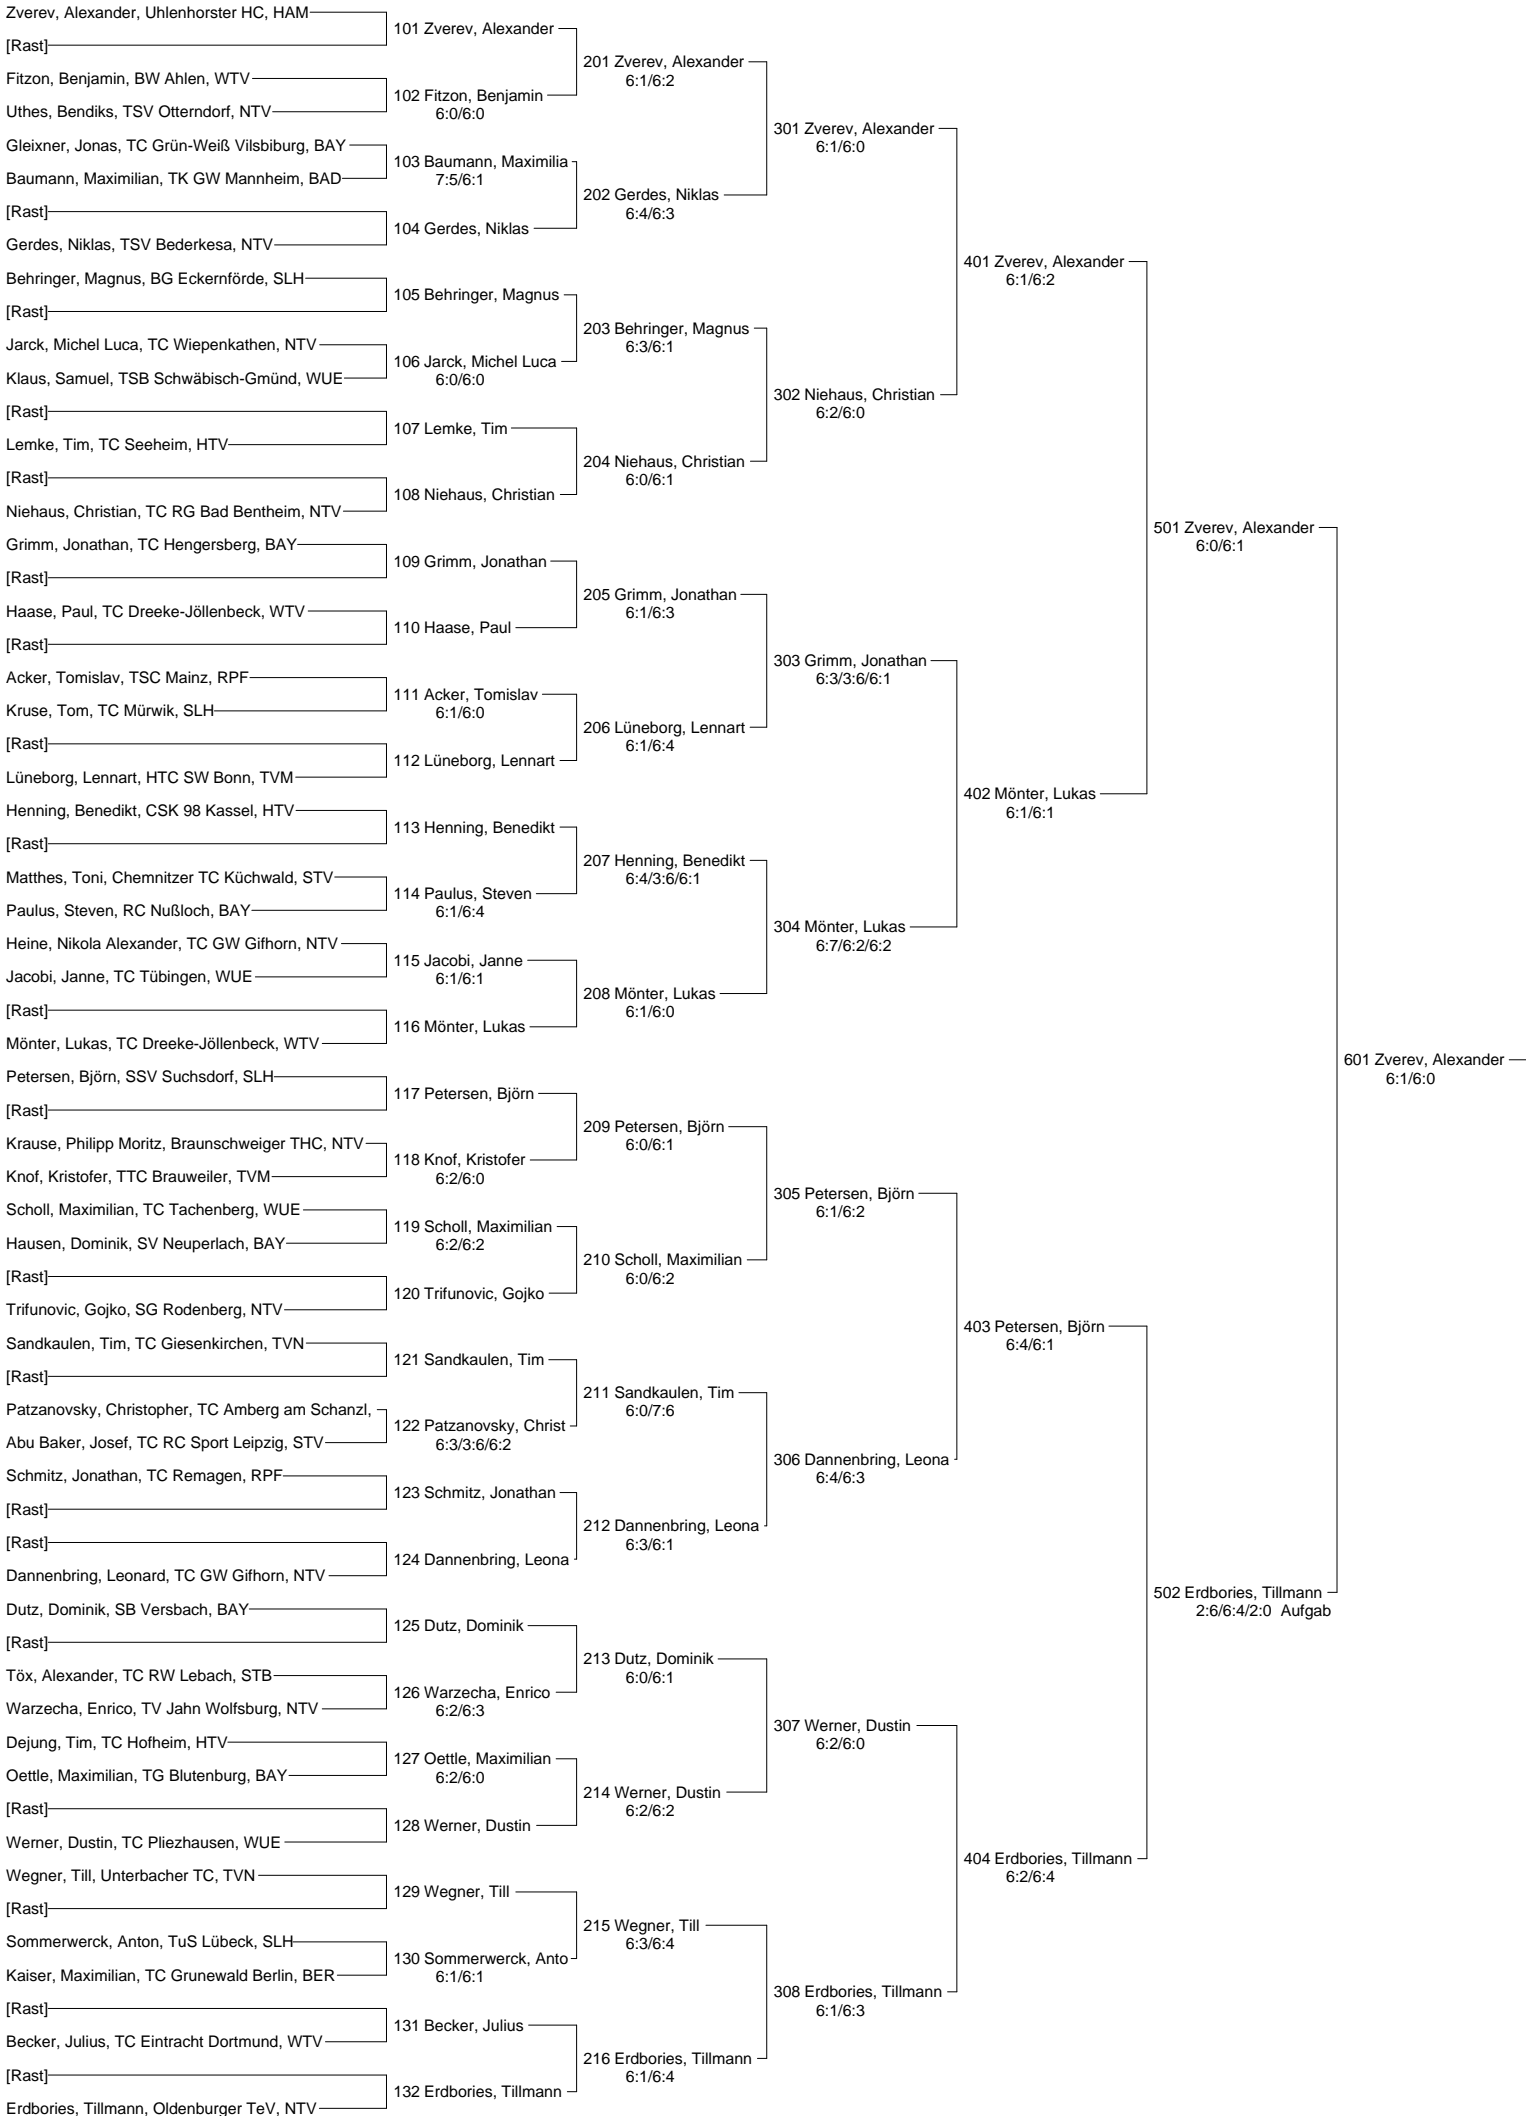 Zverev, Alexander, Uhlenhorster HC, HAM
[Rast]
Fitzon, Benjamin, BW Ahlen, WTV
Uthes, Bendiks, TSV Otterndorf, NTV
Gleixner, Jonas, TC Grün-Weiß Vilsbiburg, BAY
Baumann, Maximilian, TK GW Mannheim, BAD
[Rast]
Gerdes, Niklas, TSV Bederkesa, NTV
Behringer, Magnus, BG Eckernförde, SLH
[Rast]
Jarck, Michel Luca, TC Wiepenkathen, NTV
Klaus, Samuel, TSB Schwäbisch-Gmünd, WUE
[Rast]
Lemke, Tim, TC Seeheim, HTV
[Rast]
Niehaus, Christian, TC RG Bad Bentheim, NTV
Grimm, Jonathan, TC Hengersberg, BAY
[Rast]
Haase, Paul, TC Dreeke-Jöllenbeck, WTV
[Rast]
Acker, Tomislav, TSC Mainz, RPF
Kruse, Tom, TC Mürwik, SLH
[Rast]
Lüneborg, Lennart, HTC SW Bonn, TVM
Henning, Benedikt, CSK 98 Kassel, HTV
[Rast]
Matthes, Toni, Chemnitzer TC Küchwald, STV
Paulus, Steven, RC Nußloch, BAY
Heine, Nikola Alexander, TC GW Gifhorn, NTV
Jacobi, Janne, TC Tübingen, WUE
[Rast]
Mönter, Lukas, TC Dreeke-Jöllenbeck, WTV
Petersen, Björn, SSV Suchsdorf, SLH
[Rast]
Krause, Philipp Moritz, Braunschweiger THC, NTV
Knof, Kristofer, TTC Brauweiler, TVM
Scholl, Maximilian, TC Tachenberg, WUE
Hausen, Dominik, SV Neuperlach, BAY
[Rast]
Trifunovic, Gojko, SG Rodenberg, NTV
Sandkaulen, Tim, TC Giesenkirchen, TVN
[Rast]
Patzanovsky, Christopher, TC Amberg am Schanzl,
Abu Baker, Josef, TC RC Sport Leipzig, STV
Schmitz, Jonathan, TC Remagen, RPF
[Rast]
[Rast]
Dannenbring, Leonard, TC GW Gifhorn, NTV
Dutz, Dominik, SB Versbach, BAY
[Rast]
Töx, Alexander, TC RW Lebach, STB
Warzecha, Enrico, TV Jahn Wolfsburg, NTV
Dejung, Tim, TC Hofheim, HTV
Oettle, Maximilian, TG Blutenburg, BAY
[Rast]
Werner, Dustin, TC Pliezhausen, WUE
Wegner, Till, Unterbacher TC, TVN
[Rast]
Sommerwerck, Anton, TuS Lübeck, SLH
Kaiser, Maximilian, TC Grunewald Berlin, BER
[Rast]
Becker, Julius, TC Eintracht Dortmund, WTV
[Rast]
Erdbories, Tillmann, Oldenburger TeV, NTV
101 Zverev, Alexander
102 Fitzon, Benjamin
6:0/6:0
103 Baumann, Maximilia
7:5/6:1
104 Gerdes, Niklas
105 Behringer, Magnus
106 Jarck, Michel Luca
6:0/6:0
107 Lemke, Tim
108 Niehaus, Christian
109 Grimm, Jonathan
110 Haase, Paul
111 Acker, Tomislav
6:1/6:0
112 Lüneborg, Lennart
113 Henning, Benedikt
114 Paulus, Steven
6:1/6:4
115 Jacobi, Janne
6:1/6:1
116 Mönter, Lukas
117 Petersen, Björn
118 Knof, Kristofer
6:2/6:0
119 Scholl, Maximilian
6:2/6:2
120 Trifunovic, Gojko
121 Sandkaulen, Tim
122 Patzanovsky, Christ
6:3/3:6/6:2
123 Schmitz, Jonathan
124 Dannenbring, Leona
125 Dutz, Dominik
126 Warzecha, Enrico
6:2/6:3
127 Oettle, Maximilian
6:2/6:0
128 Werner, Dustin
129 Wegner, Till
130 Sommerwerck, Anto
6:1/6:1
131 Becker, Julius
132 Erdbories, Tillmann
201 Zverev, Alexander
6:1/6:2
202 Gerdes, Niklas
6:4/6:3
203 Behringer, Magnus
6:3/6:1
204 Niehaus, Christian
6:0/6:1
205 Grimm, Jonathan
6:1/6:3
206 Lüneborg, Lennart
6:1/6:4
207 Henning, Benedikt
6:4/3:6/6:1
208 Mönter, Lukas
6:1/6:0
209 Petersen, Björn
6:0/6:1
210 Scholl, Maximilian
6:0/6:2
211 Sandkaulen, Tim
6:0/7:6
212 Dannenbring, Leona
6:3/6:1
213 Dutz, Dominik
6:0/6:1
214 Werner, Dustin
6:2/6:2
215 Wegner, Till
6:3/6:4
216 Erdbories, Tillmann
6:1/6:4
301 Zverev, Alexander
6:1/6:0
302 Niehaus, Christian
6:2/6:0
303 Grimm, Jonathan
6:3/3:6/6:1
304 Mönter, Lukas
6:7/6:2/6:2
305 Petersen, Björn
6:1/6:2
306 Dannenbring, Leona
6:4/6:3
307 Werner, Dustin
6:2/6:0
308 Erdbories, Tillmann
6:1/6:3
401 Zverev, Alexander
6:1/6:2
402 Mönter, Lukas
6:1/6:1
403 Petersen, Björn
6:4/6:1
404 Erdbories, Tillmann
6:2/6:4
501 Zverev, Alexander
6:0/6:1
502 Erdbories, Tillmann
2:6/6:4/2:0 Aufgab
601 Zverev, Alexander
6:1/6:0